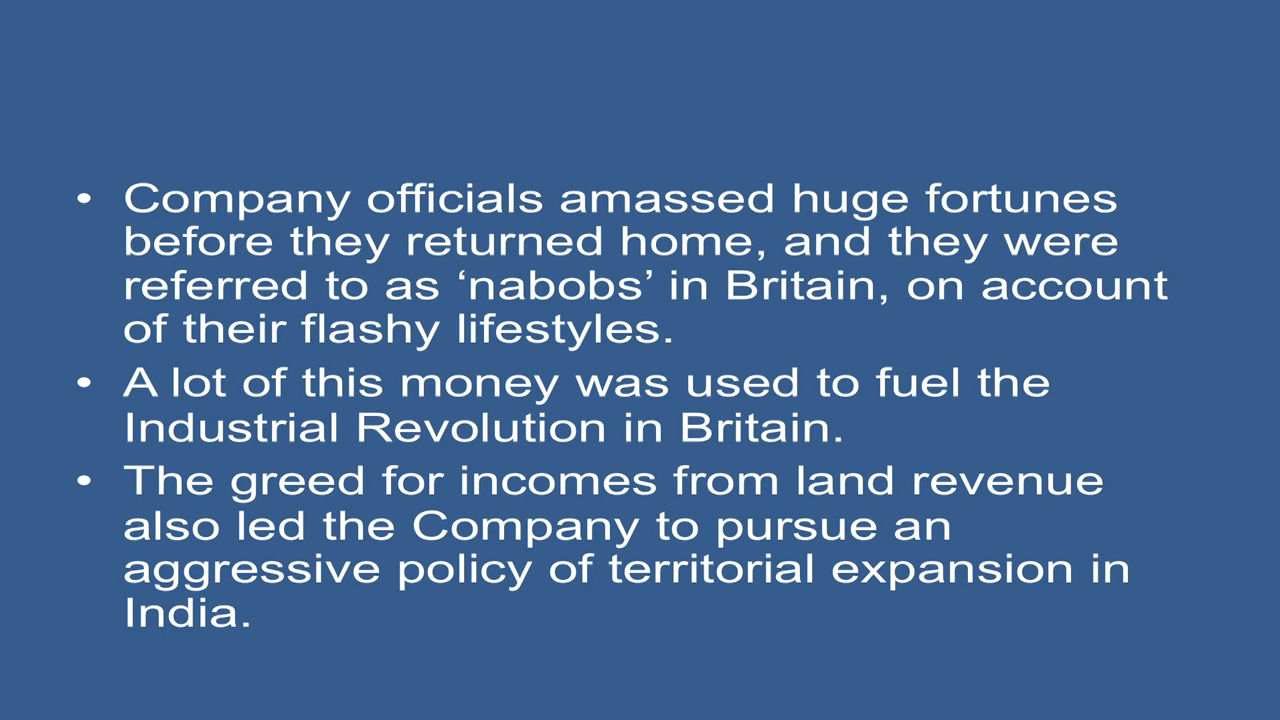 • Company officials amassed huge fortunes
before they returned home, and they were
referred to as ‘nabobs’ in Britain, on account
of their flashy lifestyles.
• A lot of this money was used to fuel the
Industrial Revolution in Britain.
• The greed for incomes from land revenue
also led the Company to pursue an
aggressive policy of territorial expansion in
India.